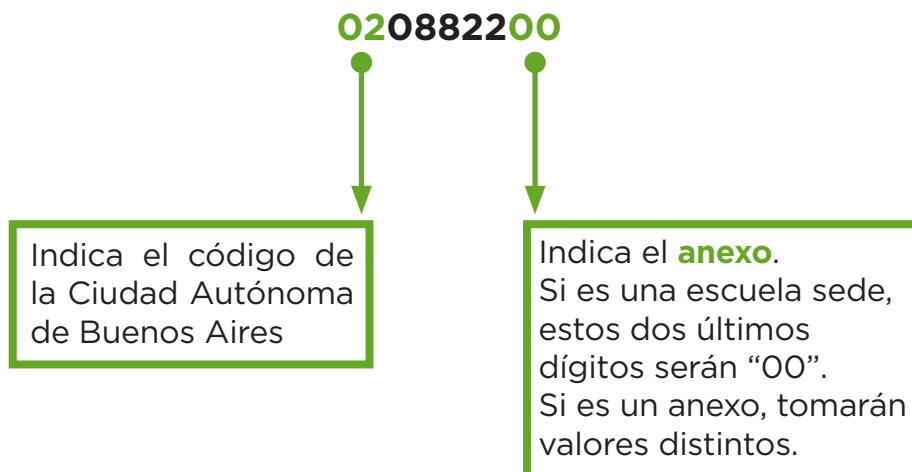 020882200
Indica el código de
la Ciudad Autónoma
de Buenos Aires
Indica el anexo.
Si es una escuela sede,
estos dos últimos
dígitos serán “00”.
Si es un anexo, tomarán
valores distintos.